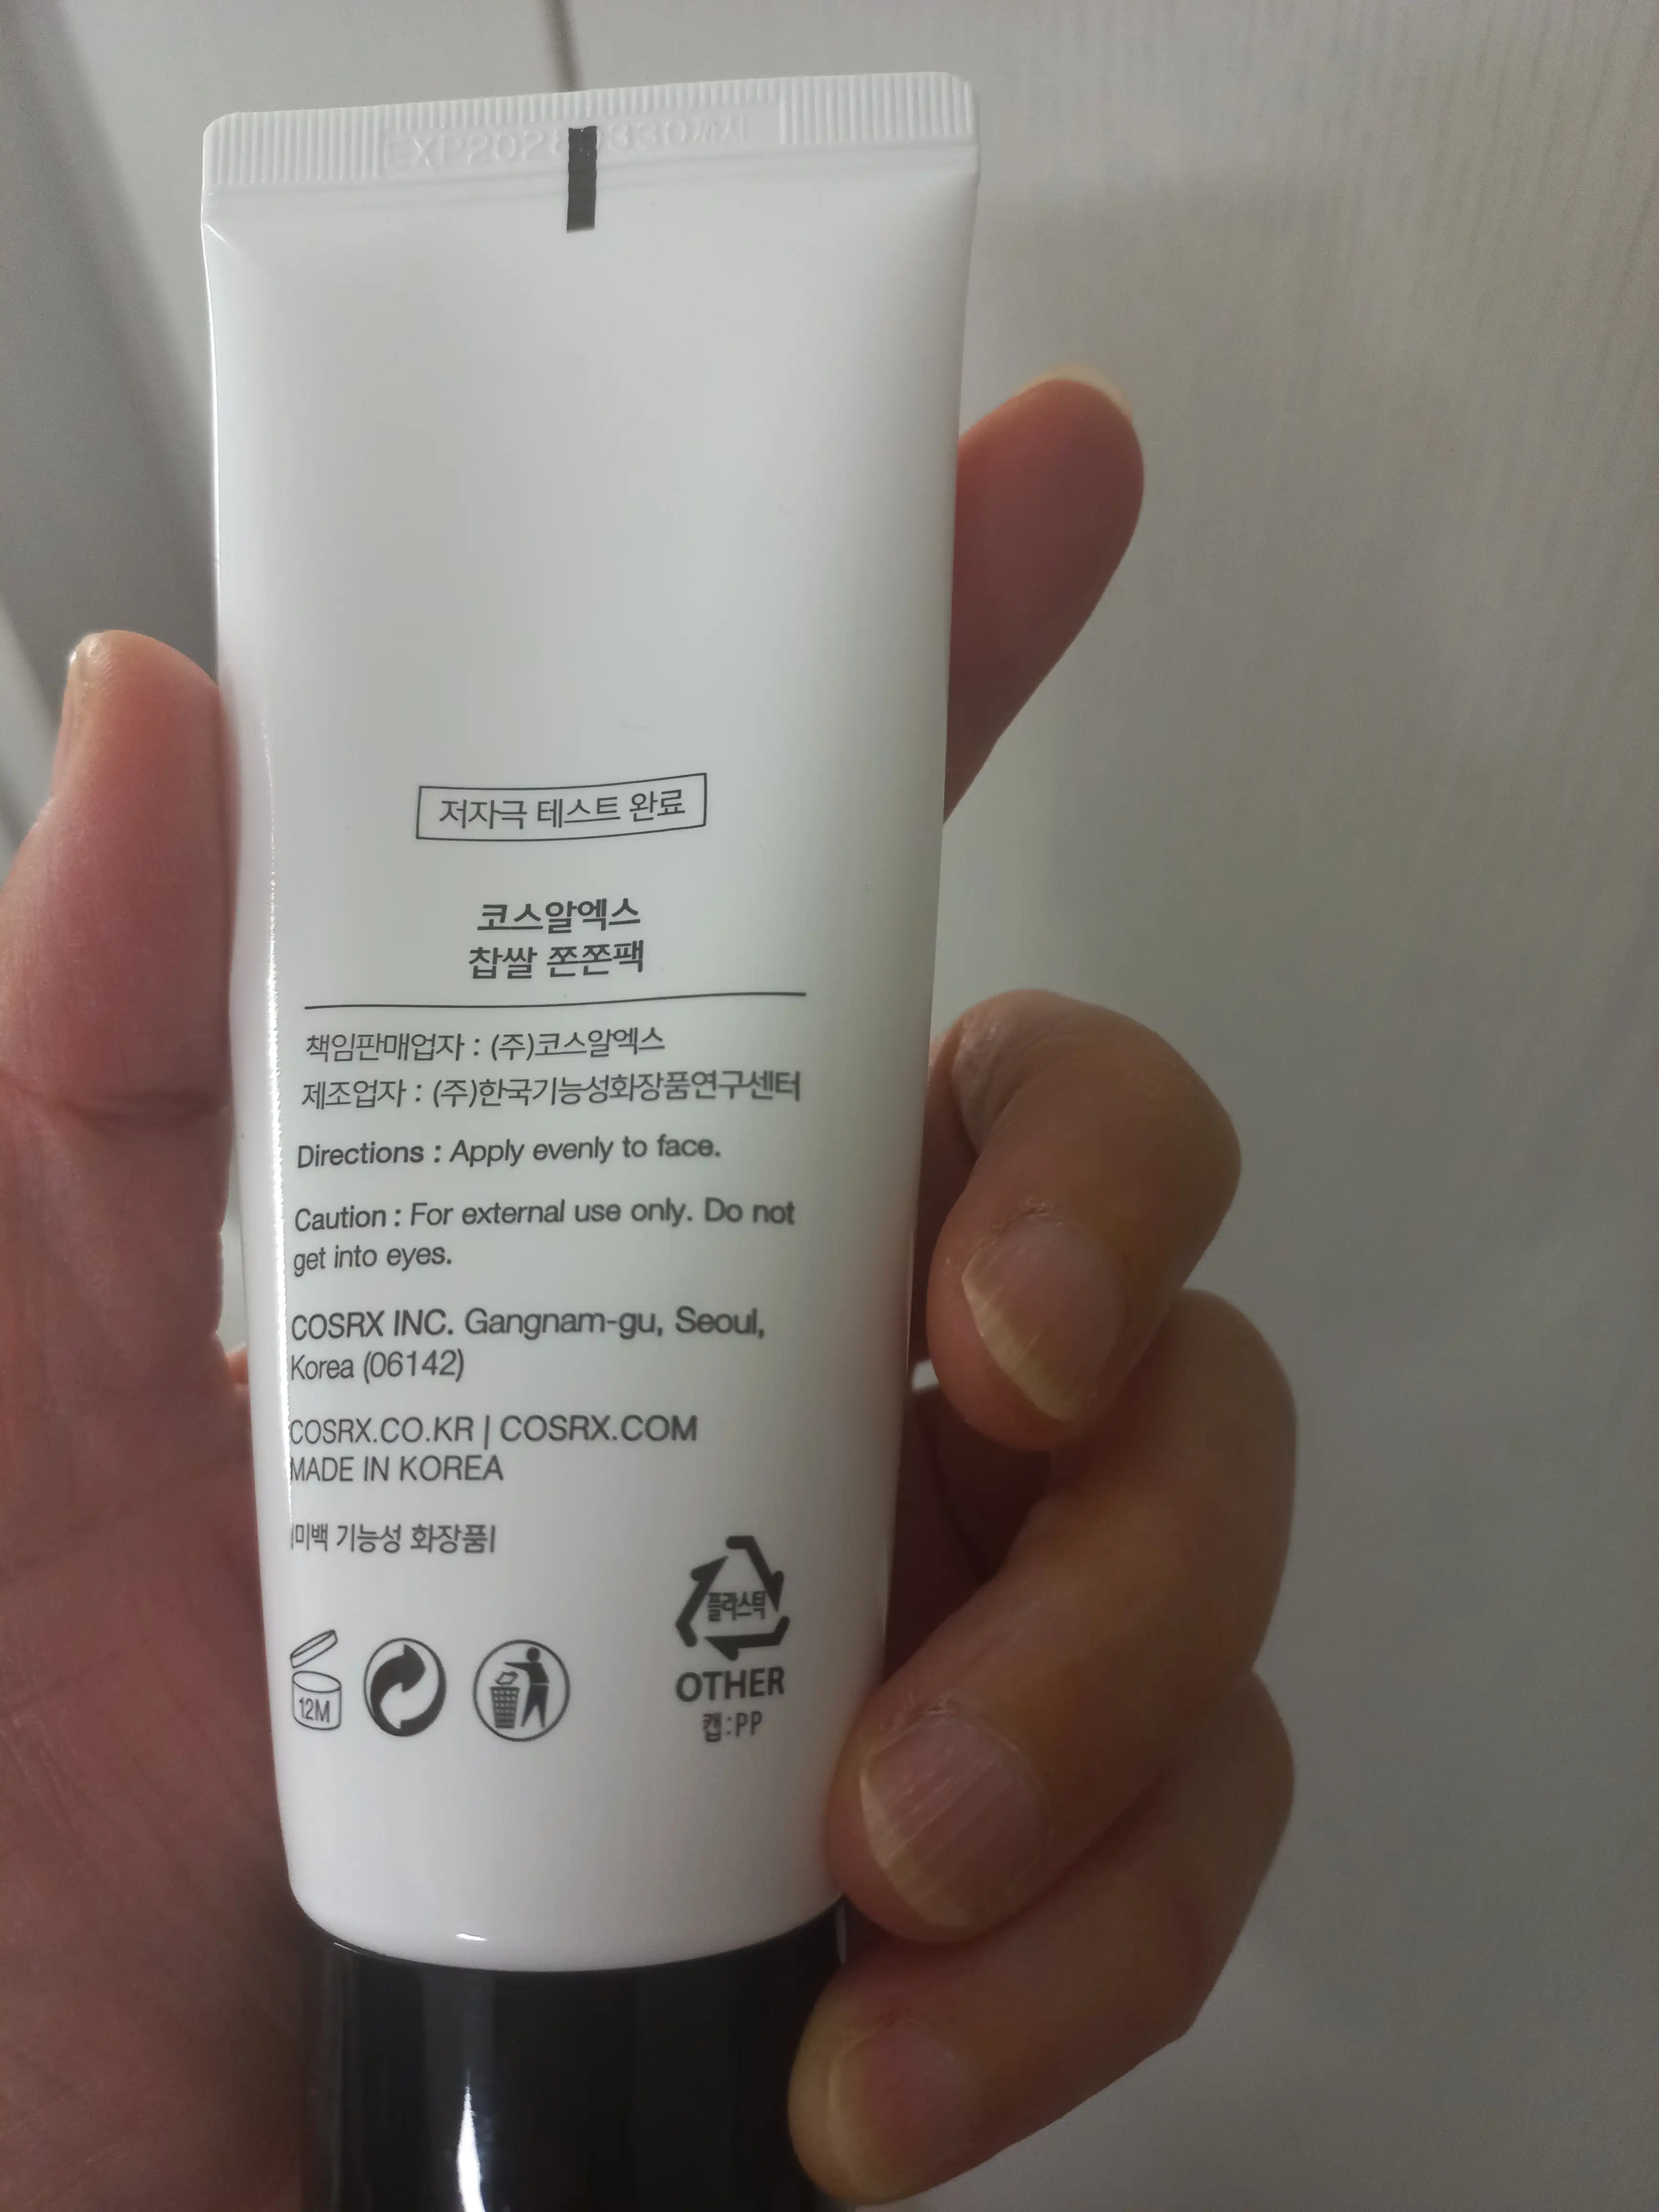 저자극 테스트 완료
코스알엑스
찹쌀 쫀쫀팩
책임판매업자 : (주)코스알엑스
제조업자 : (주)한국기능성화장품연구센터
Directions : Apply evenly to face.
Caution : For external use only. Do not
get into eyes.
COSRX INC. Gangnam-gu, Seoul,
Korea (06142)
COSRX.CO.KR | COSRX.COM
MADE IN KOREA
|미백 기능성 화장품|
12M
플라스틱
OTHER
캡:PP